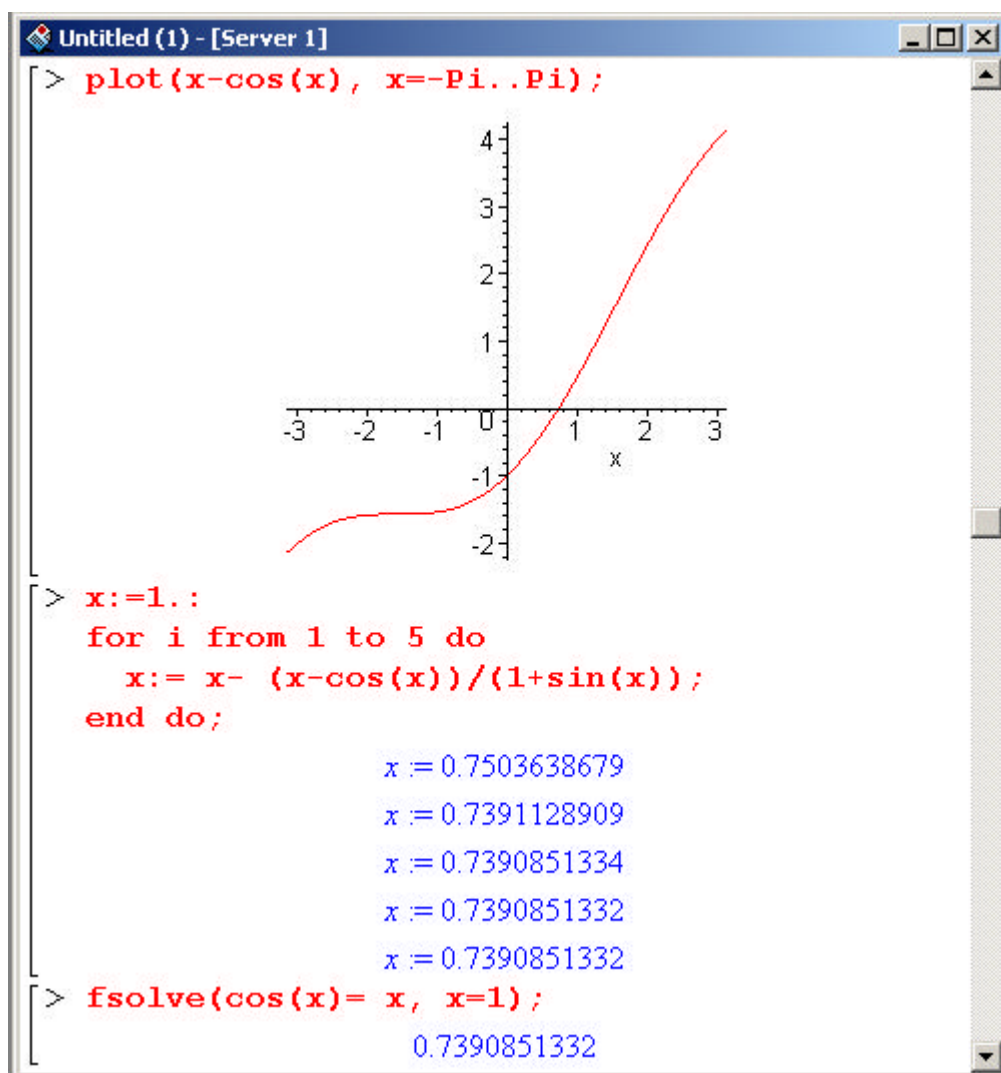 Untitled (1) - [Server 1]
> plot(x-cos(x), x=-Pi..Pi);
4
3
2
1
-3 -2 -1 0 1 2 3
x
-1
-2
> x:=1.:
for i from 1 to 5 do
x:= x- (x-cos(x))/(1+sin(x));
end do;
x := 0.7503638679
x := 0.7391128909
x := 0.7390851334
x := 0.7390851332
x := 0.7390851332
> fsolve(cos(x)= x, x=1);
0.7390851332